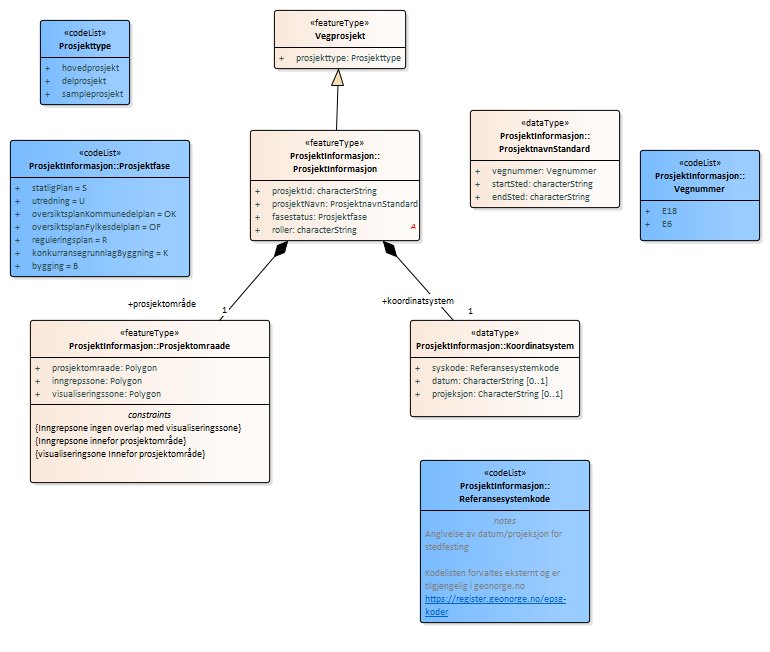 «codeList»
Prosjekttype
+ hovedprosjekt
+ delprosjekt
+ sampleprosjekt
«featureType»
Vegprosjekt
+ prosjekttype: Prosjekttype
«codeList»
ProsjektInformasjon::Prosjektfase
+ statligPlan = S
+ utredning = U
+ oversiktsplanKommunedelplan = OK
+ oversiktsplanFylkesdelplan = OF
+ reguleringsplan = R
+ konkurransegrunnlagByggning = K
+ bygging = B
«featureType»
ProsjektInformasjon::
ProsjektInformasjon
+ prosjektId: characterString
+ prosjektNavn: ProsjektnavnStandard
+ fasestatus: Prosjektfase
+ roller: characterString
A
«dataType»
ProsjektInformasjon::
ProsjektnavnStandard
+ vegnummer: Vegnummer
+ startSted: characterString
+ endSted: characterString
«codeList»
ProsjektInformasjon::
Vegnummer
+ E18
+ E6
+prosjektområde
1
+koordinatsystem
1
«featureType»
ProsjektInformasjon::Prosjektomraade
+ prosjektomraade: Polygon
+ inngrepssone: Polygon
+ visualiseringssone: Polygon
constraints
{Inngrepsone ingen overlap med visualiseringssone}
{Inngrepsone innefor prosjektområde}
{visualiseringsone Innefor prosjektområde}
«dataType»
ProsjektInformasjon::Koordinatsystem
+ syskode: Referansesystemkode
+ datum: CharacterString [0..1]
+ projeksjon: CharacterString [0..1]
«codeList»
ProsjektInformasjon::
Referansesystemkode
notes
Angivelse av datum/projeksjon for
stedfesting
Kodelisten forvaltes eksternt og er
tilgjengelig i geonorge.no
https://register.geonorge.no/epsg-
koder